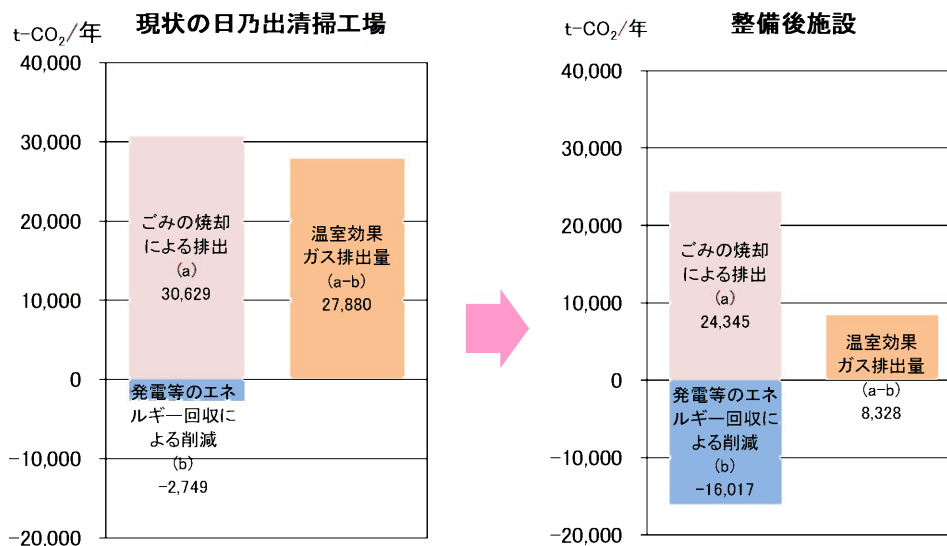 現状の日乃出清掃工場
t-CO₂/年
40,000
30,000
20,000
10,000
0
-10,000
-20,000
ごみの焼却
による排出
(a)
30,629
温室効果
ガス排出量
(a-b)
27,880
発電等のエネ
ルギー回収に
よる削減
(b)
-2,749
整備後施設
t-CO₂/年
40,000
30,000
20,000
10,000
0
-10,000
-20,000
ごみの焼却
による排出
(a)
24,345
温室効果
ガス排出量
(a-b)
8,328
発電等のエネ
ルギー回収に
よる削減
(b)
-16,017